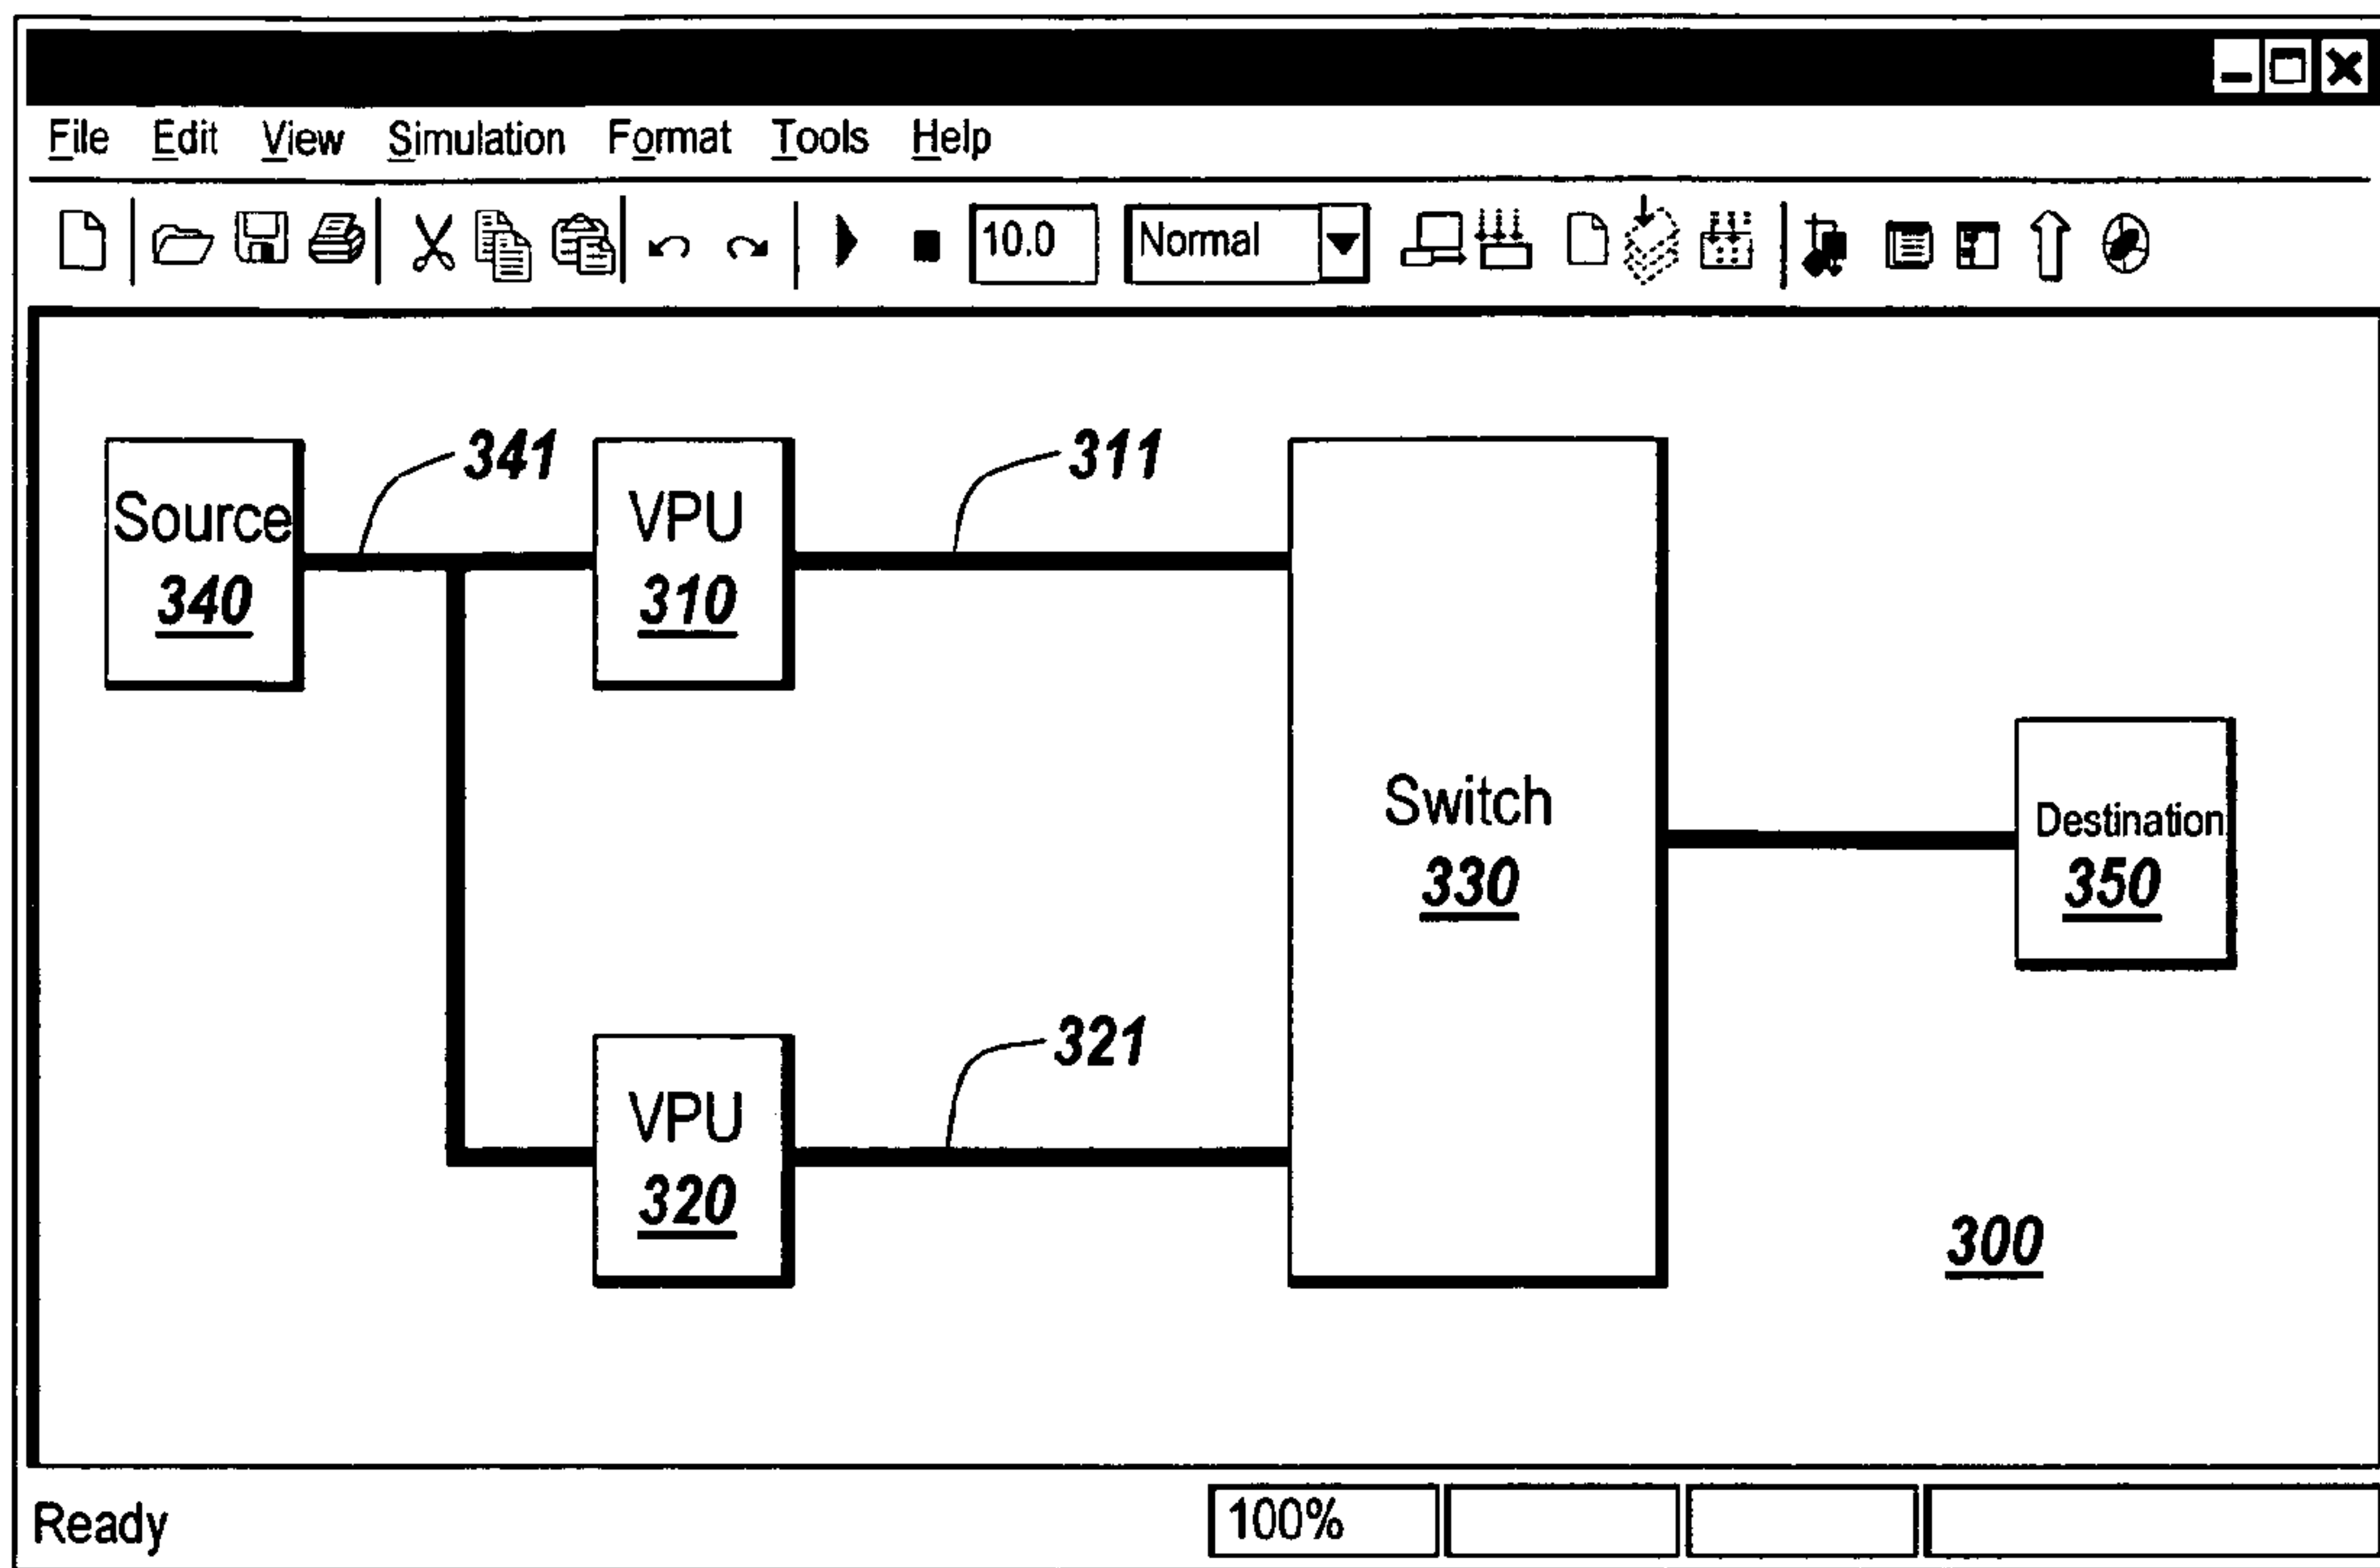 File Edit View Simulation Format Tools Help
10.0 Normal
341
311
Source
340
VPU
310
Switch
330
Destination
350
321
VPU
320
300
Ready
100%